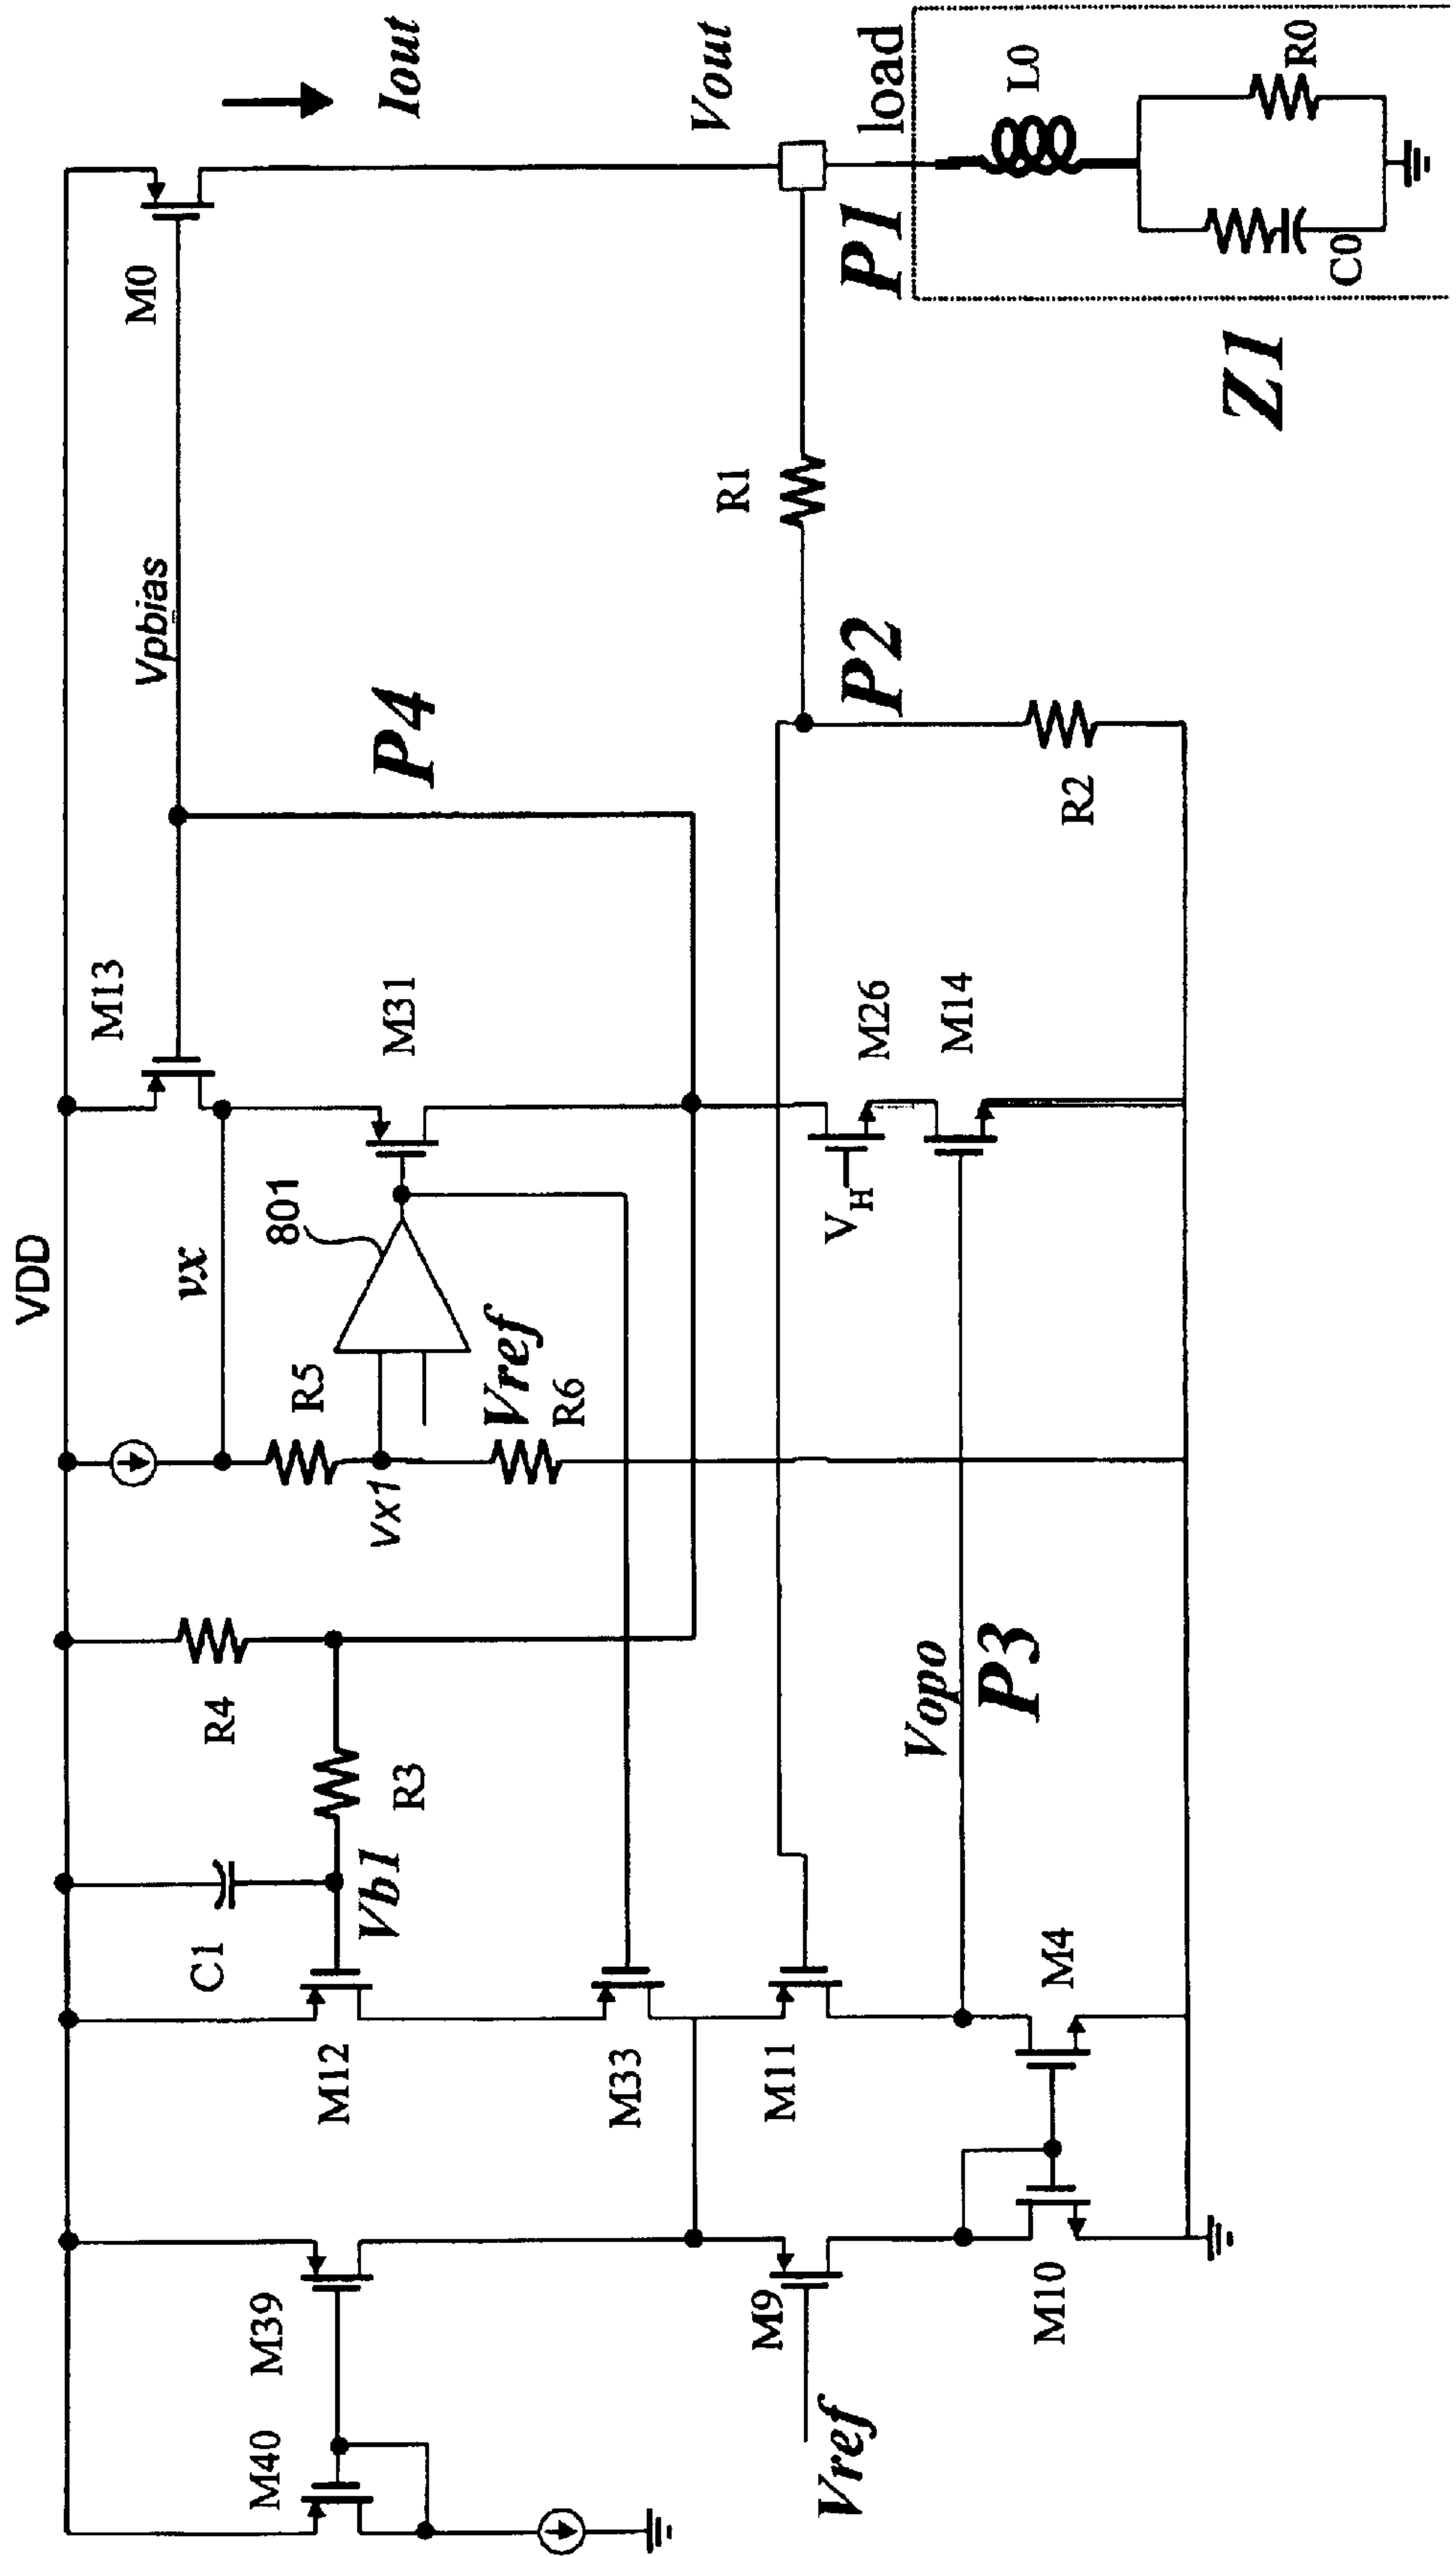 VDD
M40
M39
Vref
M9
M10
M12
C1
Vb1
R3
R4
M33
M11
M4
Vopo
P3
vx
Vx1
R5
R6
Vref
801
M13
M31
VH
M26
M14
Vpbias
P4
P2
R2
R1
M0
Iout
Vout
P1
load
L0
R0
C0
Z1